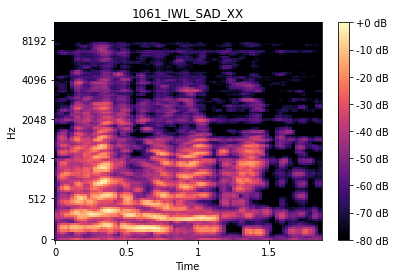 1061_IWL_SAD_XX
+0 dB
8192
-10 dB
4096
-20 dB
-30 dB
2048
Hz
-40 dB
1024
-50 dB
512
-60 dB
-70 dB
0
-80 dB
0 0.5 1 1.5
Time